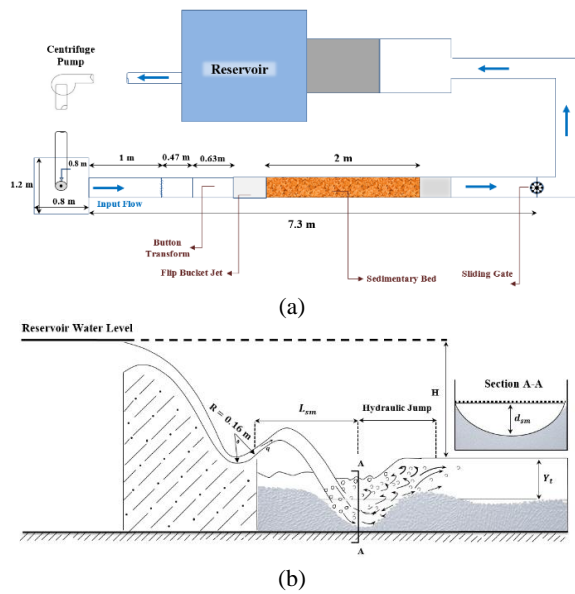 Centrifuge
Pump
Reservoir
0.8 m
1 m
0.47 m
0.63m
2 m
1.2 m
0.8 m
Input Flow
7.3 m
Button
Transform
Flip Bucket Jet
Sedimentary Bed
Sliding Gate
(a)
Reservoir Water Level
Section A-A
H
R = 0.16 m
L_sm
Hydraulic Jump
d_sm
A
Y_t
A
(b)